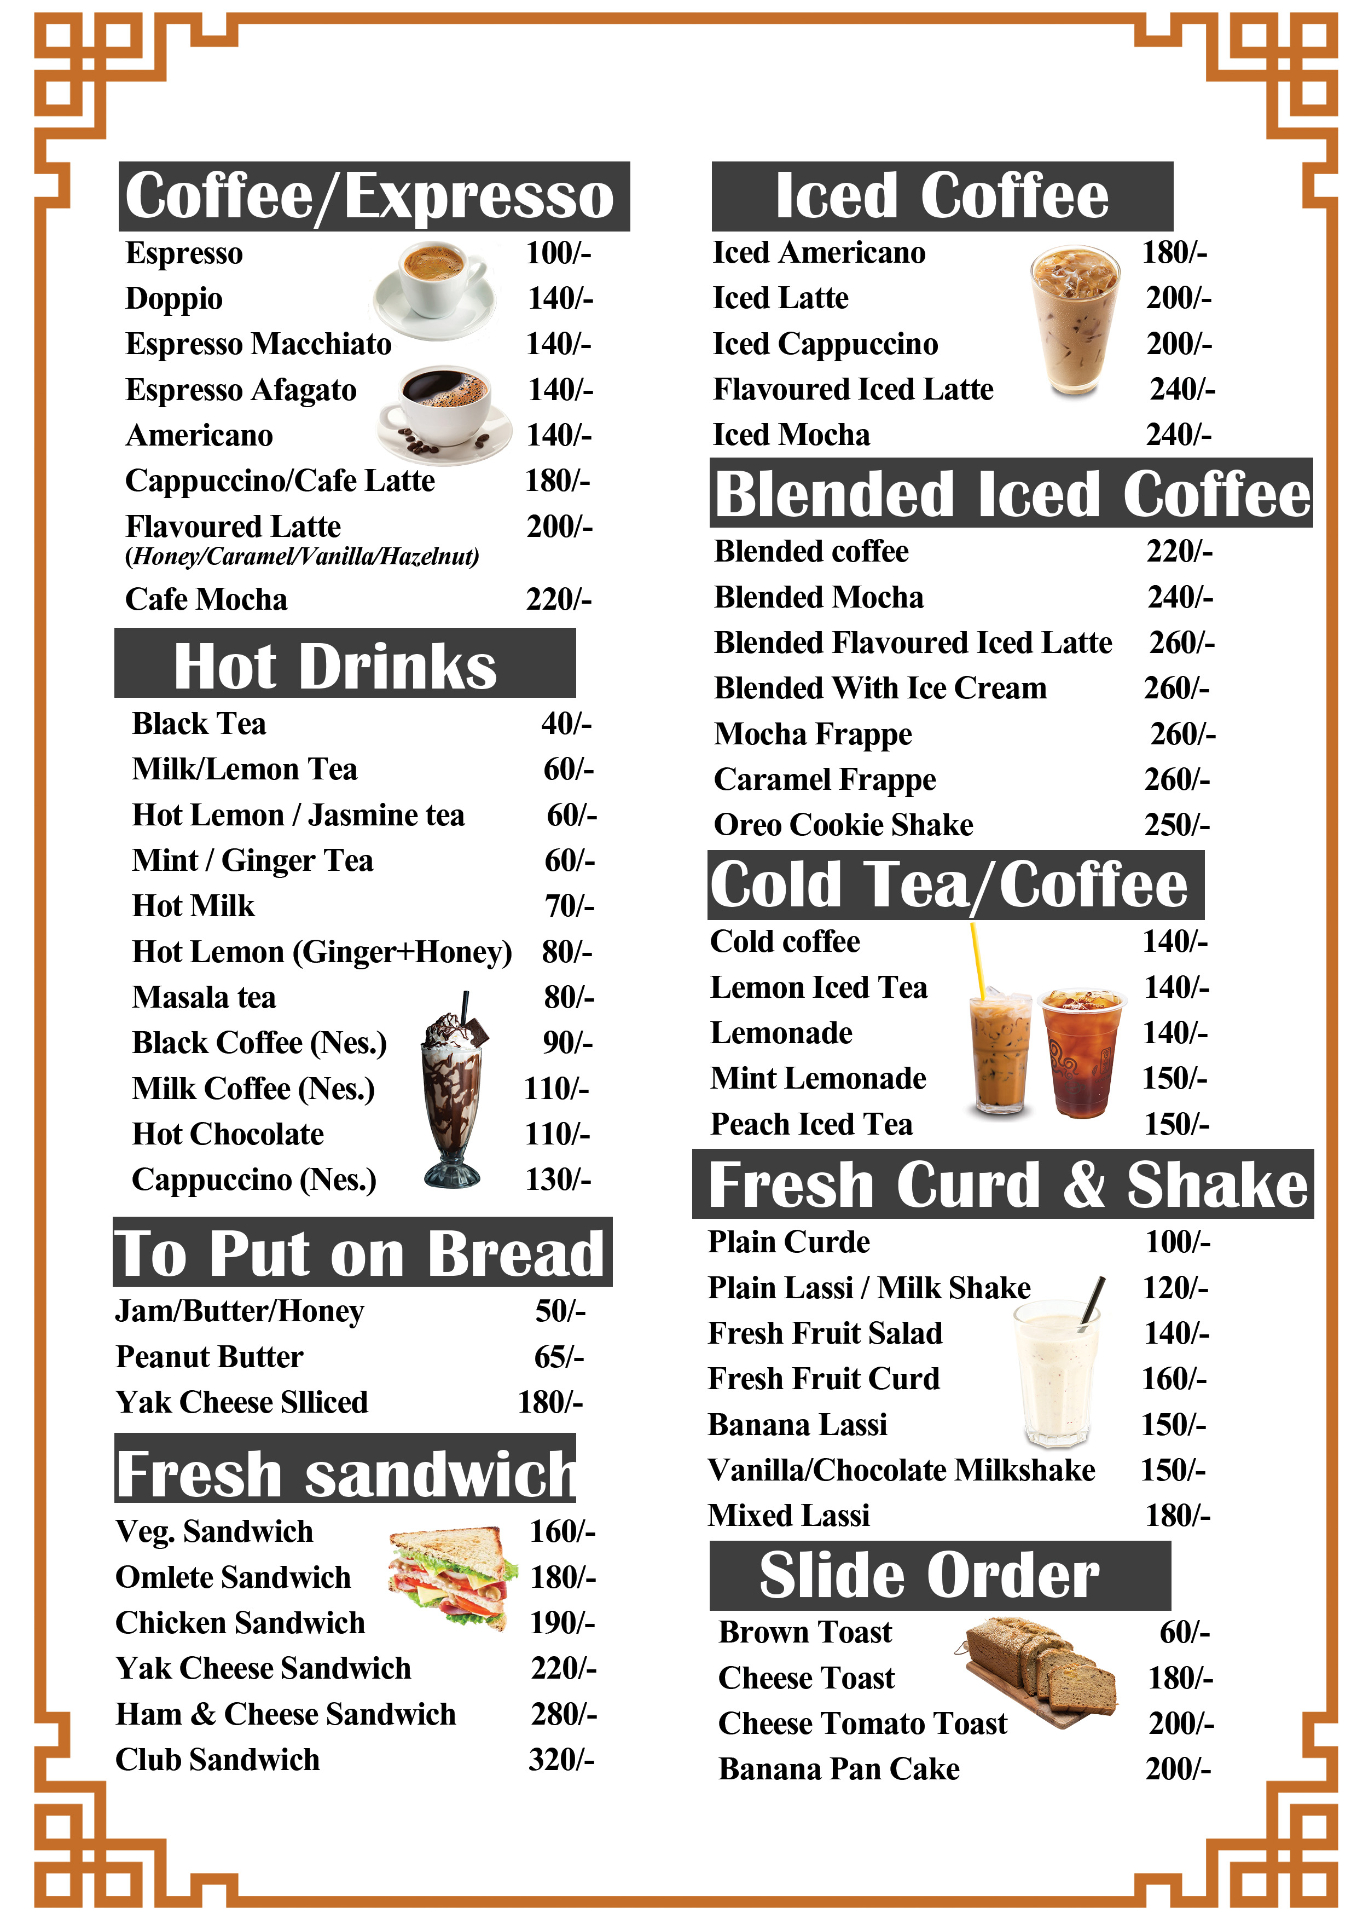 Coffee/Expresso
Espresso 100/-
Doppio 140/-
Espresso Macchiato 140/-
Espresso Afagato 140/-
Americano 140/-
Cappuccino/Cafe Latte 180/-
Flavoured Latte 200/-
(Honey/Caramel/Vanilla/Hazelnut)
Cafe Mocha 220/-
Hot Drinks
Black Tea 40/-
Milk/Lemon Tea 60/-
Hot Lemon / Jasmine tea 60/-
Mint / Ginger Tea 60/-
Hot Milk 70/-
Hot Lemon (Ginger+Honey) 80/-
Masala tea 80/-
Black Coffee (Nes.) 90/-
Milk Coffee (Nes.) 110/-
Hot Chocolate 110/-
Cappuccino (Nes.) 130/-
To Put on Bread
Jam/Butter/Honey 50/-
Peanut Butter 65/-
Yak Cheese Slliced 180/-
Fresh sandwich
Veg. Sandwich 160/-
Omlete Sandwich 180/-
Chicken Sandwich 190/-
Yak Cheese Sandwich 220/-
Ham & Cheese Sandwich 280/-
Club Sandwich 320/-
Iced Coffee
Iced Americano 180/-
Iced Latte 200/-
Iced Cappuccino 200/-
Flavoured Iced Latte 240/-
Iced Mocha 240/-
Blended Iced Coffee
Blended coffee 220/-
Blended Mocha 240/-
Blended Flavoured Iced Latte 260/-
Blended With Ice Cream 260/-
Mocha Frappe 260/-
Caramel Frappe 260/-
Oreo Cookie Shake 250/-
Cold Tea/Coffee
Cold coffee 140/-
Lemon Iced Tea 140/-
Lemonade 140/-
Mint Lemonade 150/-
Peach Iced Tea 150/-
Fresh Curd & Shake
Plain Curde 100/-
Plain Lassi / Milk Shake 120/-
Fresh Fruit Salad 140/-
Fresh Fruit Curd 160/-
Banana Lassi 150/-
Vanilla/Chocolate Milkshake 150/-
Mixed Lassi 180/-
Slide Order
Brown Toast 60/-
Cheese Toast 180/-
Cheese Tomato Toast 200/-
Banana Pan Cake 200/-